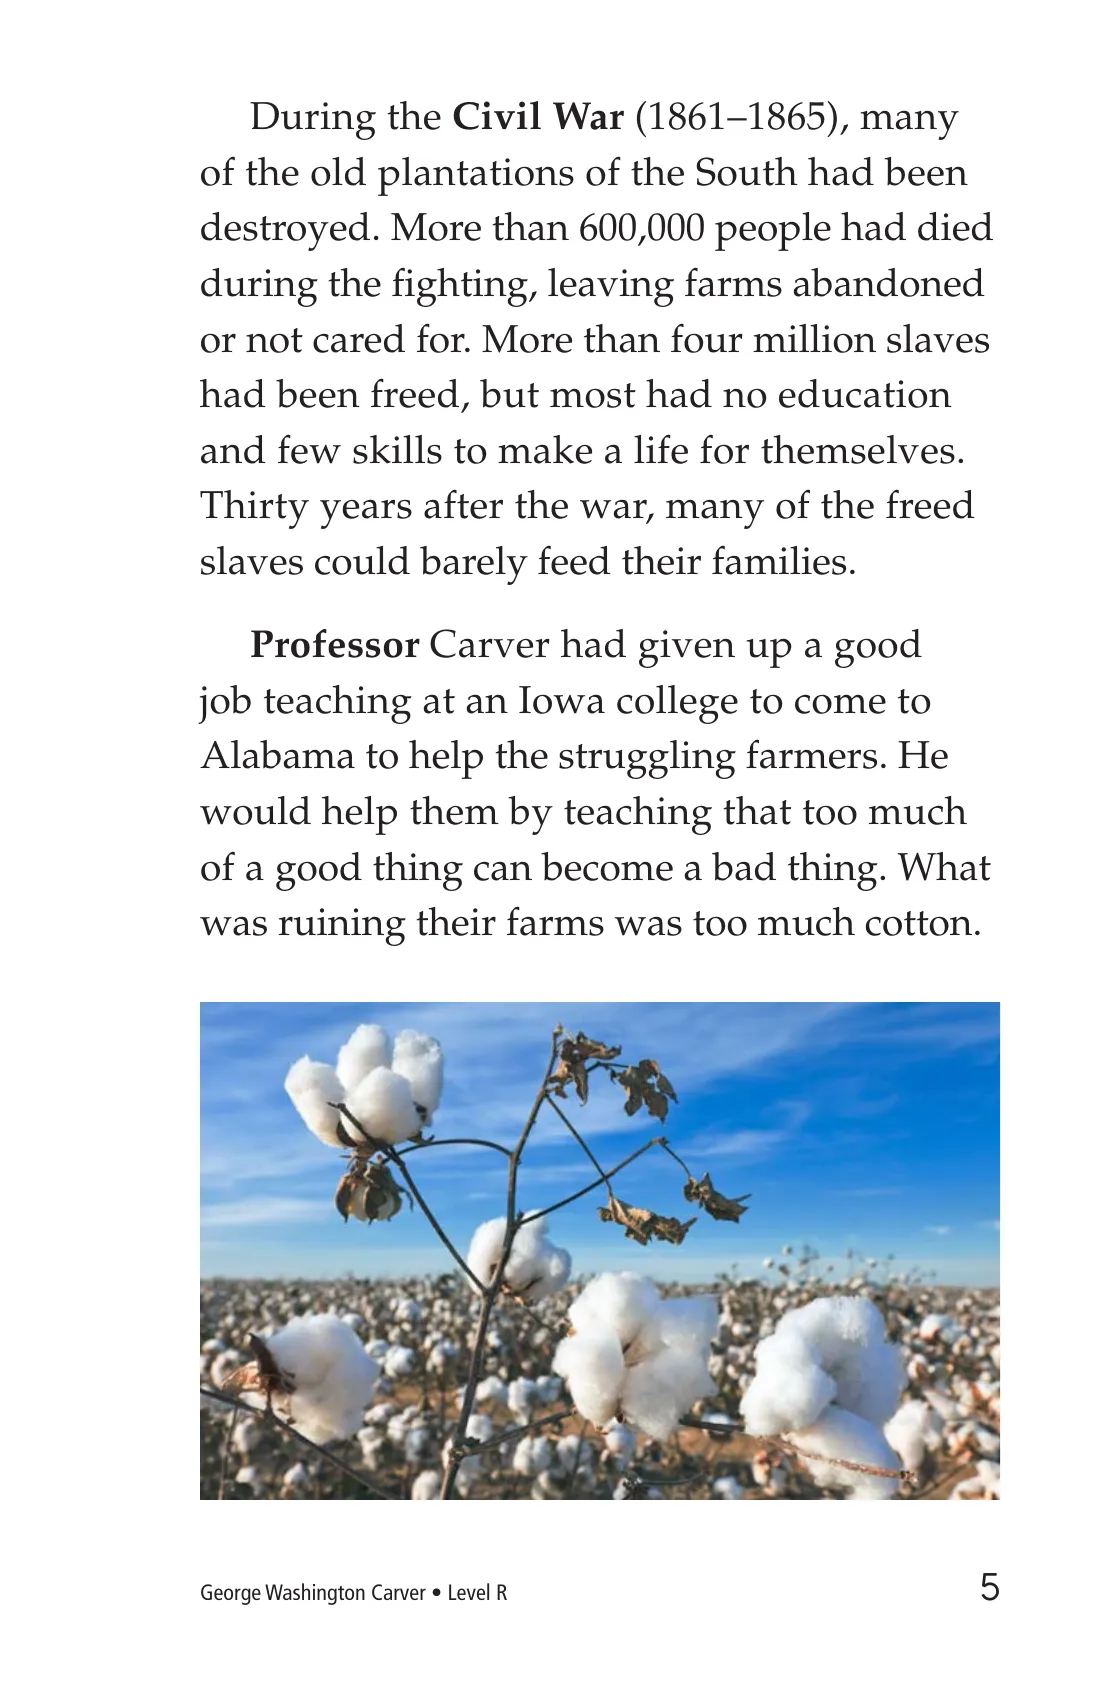 During the Civil War (1861–1865), many
of the old plantations of the South had been
destroyed. More than 600,000 people had died
during the fighting, leaving farms abandoned
or not cared for. More than four million slaves
had been freed, but most had no education
and few skills to make a life for themselves.
Thirty years after the war, many of the freed
slaves could barely feed their families.
Professor Carver had given up a good
job teaching at an Iowa college to come to
Alabama to help the struggling farmers. He
would help them by teaching that too much
of a good thing can become a bad thing. What
was ruining their farms was too much cotton.
George Washington Carver • Level R
5